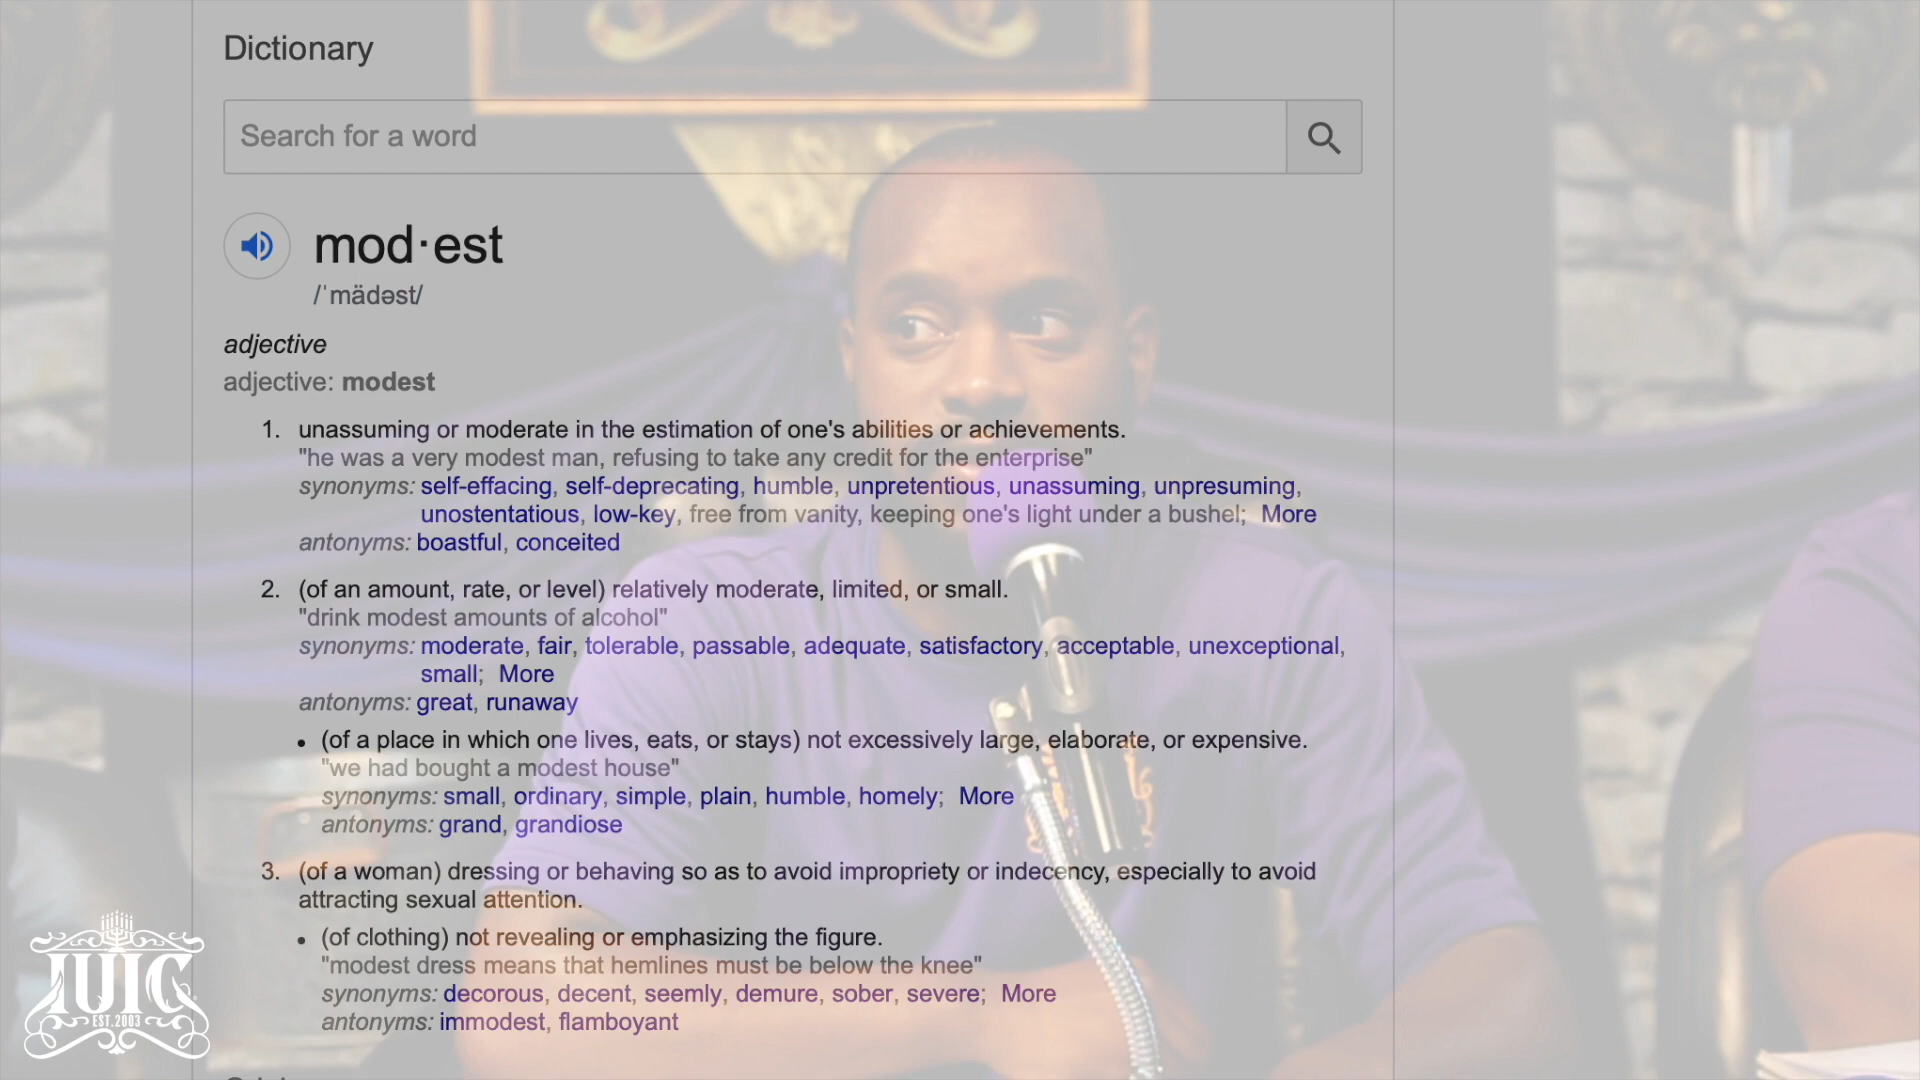 Dictionary
Search for a word
mod·est
/ˈmädəst/
adjective
adjective: modest
1. unassuming or moderate in the estimation of one's abilities or achievements.
"he was a very modest man, refusing to take any credit for the enterprise"
synonyms: self-effacing, self-deprecating, humble, unpretentious, unassuming, unpresuming,
unostentatious, low-key, free from vanity, keeping one's light under a bushel; More
antonyms: boastful, conceited
2. (of an amount, rate, or level) relatively moderate, limited, or small.
"drink modest amounts of alcohol"
synonyms: moderate, fair, tolerable, passable, adequate, satisfactory, acceptable, unexceptional,
small; More
antonyms: great, runaway
• (of a place in which one lives, eats, or stays) not excessively large, elaborate, or expensive.
"we had bought a modest house"
synonyms: small, ordinary, simple, plain, humble, homely; More
antonyms: grand, grandiose
3. (of a woman) dressing or behaving so as to avoid impropriety or indecency, especially to avoid
attracting sexual attention.
• (of clothing) not revealing or emphasizing the figure.
"modest dress means that hemlines must be below the knee"
synonyms: decorous, decent, seemly, demure, sober, severe; More
antonyms: immodest, flamboyant
IUIC
EST. 2003